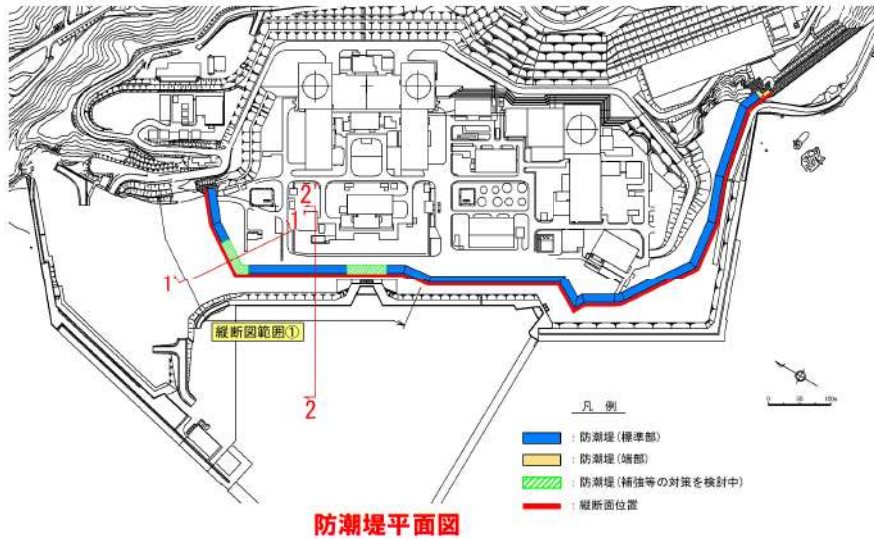 2
1
1
縦断図範囲①
2
0 50 100m
凡 例
：防潮堤(標準部)
：防潮堤(端部)
：防潮堤(補強等の対策を検討中)
：縦断面位置
防潮堤平面図